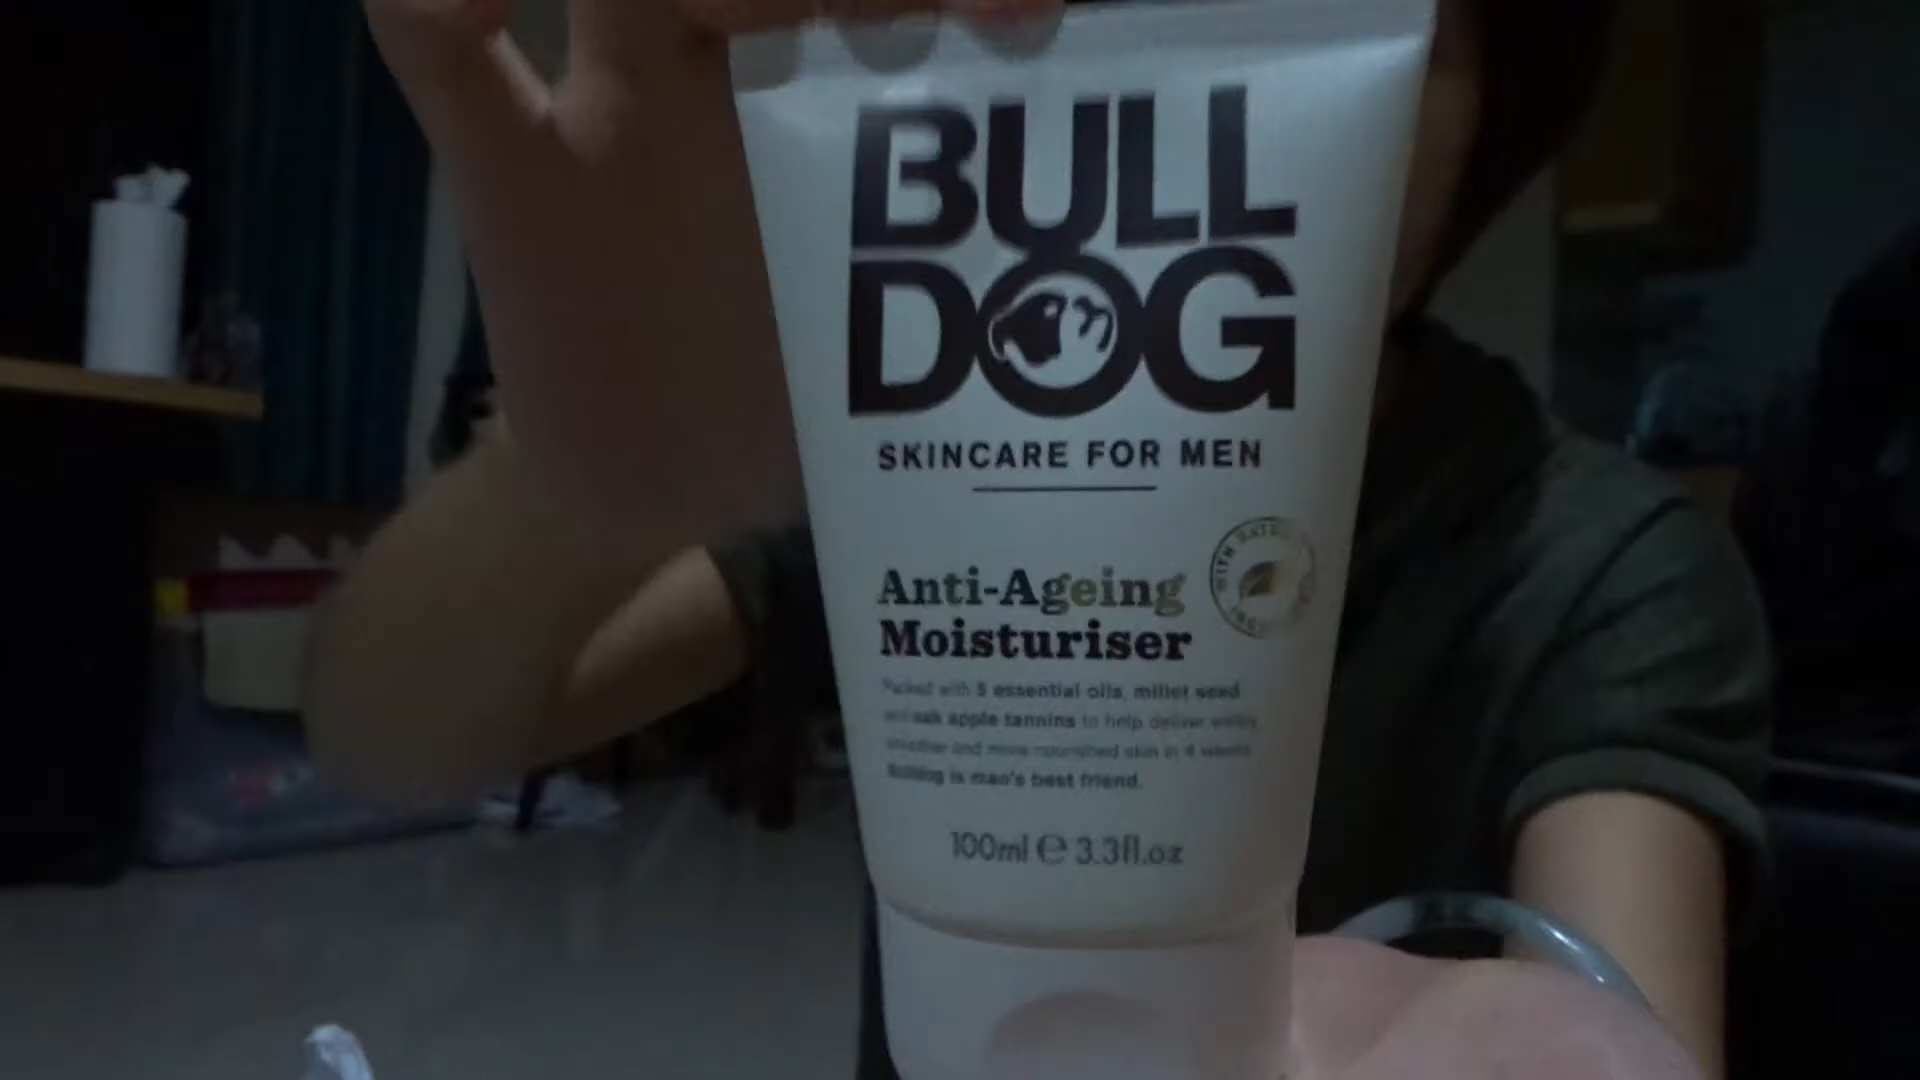 BULL
DOG
SKINCARE FOR MEN
Anti-Ageing
Moisturiser
WITH NATURAL
Packed with 5 essential oils, millet seed
and oak apple tannins to help deliver
smoother and more nourished skin in 4 weeks
Bulldog is man's best friend.
100ml ℮ 3.3fl.oz